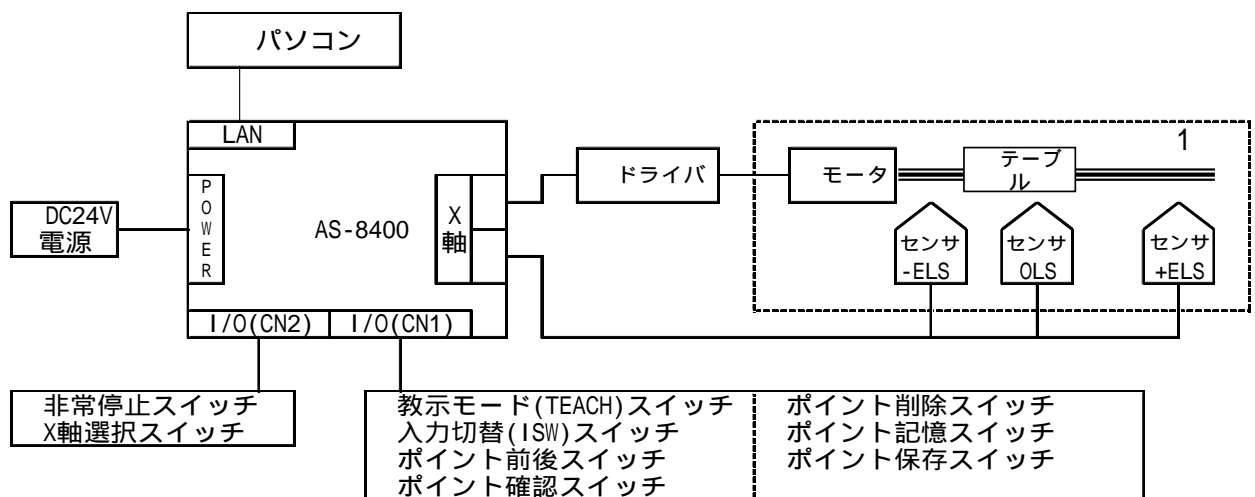 パソコン
LAN
1
ドライバ
モータ
テーブ
ル
DC24V
電源
POWER
AS-8400
X
軸
センサ
-ELS
センサ
OLS
センサ
+ELS
I/O(CN2)
I/O(CN1)
非常停止スイッチ
X軸選択スイッチ
教示モード(TEACH)スイッチ
入力切替(ISW)スイッチ
ポイント前後スイッチ
ポイント確認スイッチ
ポイント削除スイッチ
ポイント記憶スイッチ
ポイント保存スイッチ